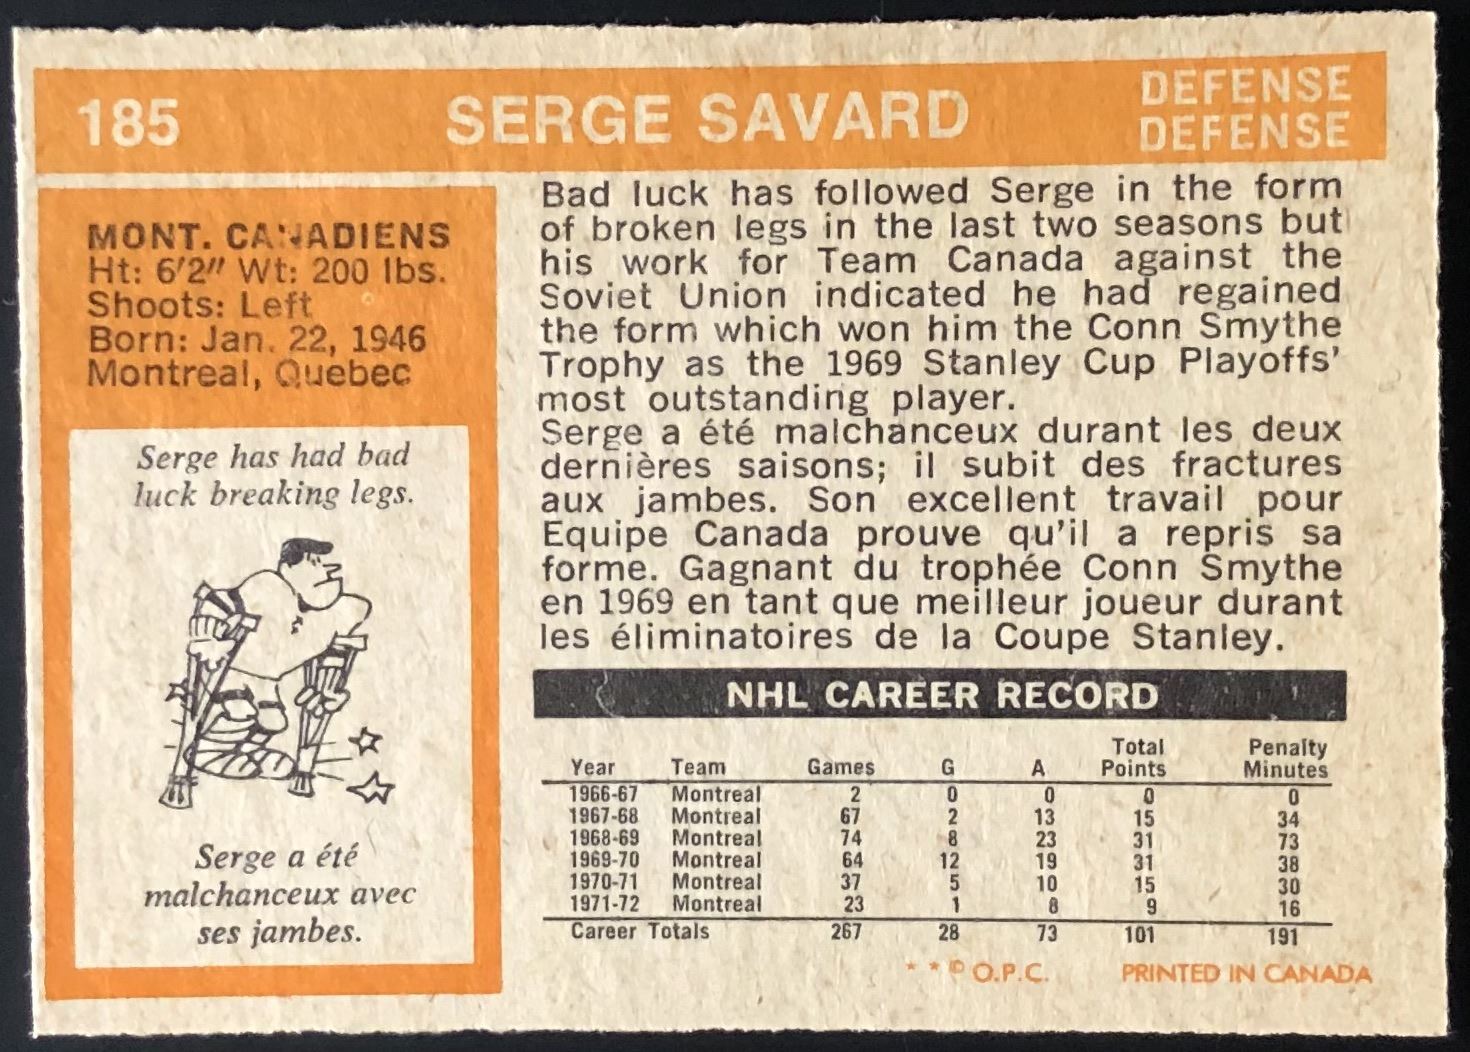 185 SERGE SAVARD DEFENSE
DEFENSE
MONT. CANADIENS
Ht: 6'2" Wt: 200 lbs.
Shoots: Left
Born: Jan. 22, 1946
Montreal, Quebec
Serge has had bad
luck breaking legs.
Serge a été
malchanceux avec
ses jambes.
Bad luck has followed Serge in the form
of broken legs in the last two seasons but
his work for Team Canada against the
Soviet Union indicated he had regained
the form which won him the Conn Smythe
Trophy as the 1969 Stanley Cup Playoffs'
most outstanding player.
Serge a été malchanceux durant les deux
dernières saisons; il subit des fractures
aux jambes. Son excellent travail pour
Equipe Canada prouve qu'il a repris sa
forme. Gagnant du trophée Conn Smythe
en 1969 en tant que meilleur joueur durant
les éliminatoires de la Coupe Stanley.
NHL CAREER RECORD
Year Team Games G A Total Points Penalty Minutes
1966-67 Montreal 2 0 0 0 0
1967-68 Montreal 67 2 13 15 34
1968-69 Montreal 74 8 23 31 73
1969-70 Montreal 64 12 19 31 38
1970-71 Montreal 37 5 10 15 30
1971-72 Montreal 23 1 8 9 16
Career Totals 267 28 73 101 191
* * © O.P.C. PRINTED IN CANADA